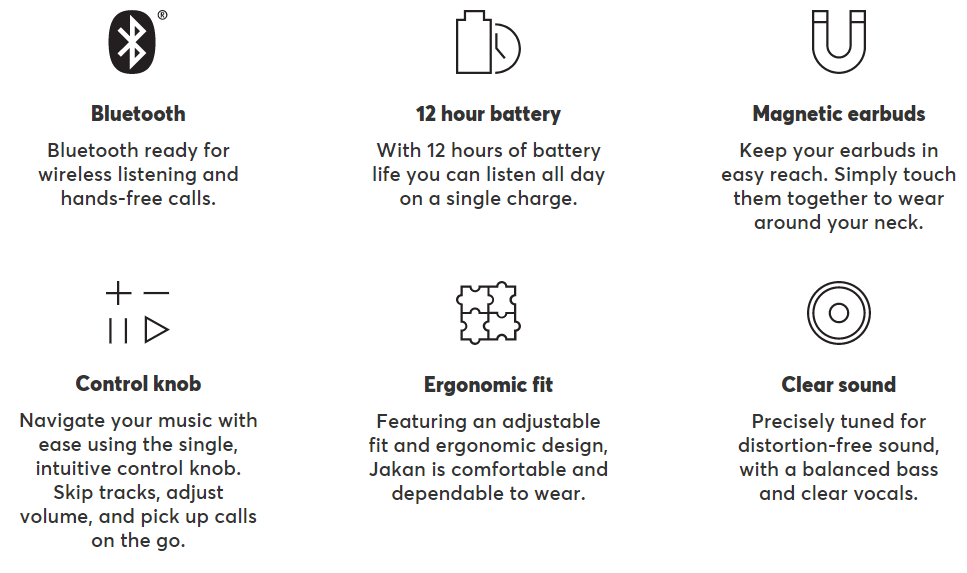 ®
Bluetooth
Bluetooth ready for
wireless listening and
hands-free calls.
12 hour battery
With 12 hours of battery
life you can listen all day
on a single charge.
Magnetic earbuds
Keep your earbuds in
easy reach. Simply touch
them together to wear
around your neck.
Control knob
Navigate your music with
ease using the single,
intuitive control knob.
Skip tracks, adjust
volume, and pick up calls
on the go.
Ergonomic fit
Featuring an adjustable
fit and ergonomic design,
Jakan is comfortable and
dependable to wear.
Clear sound
Precisely tuned for
distortion-free sound,
with a balanced bass
and clear vocals.